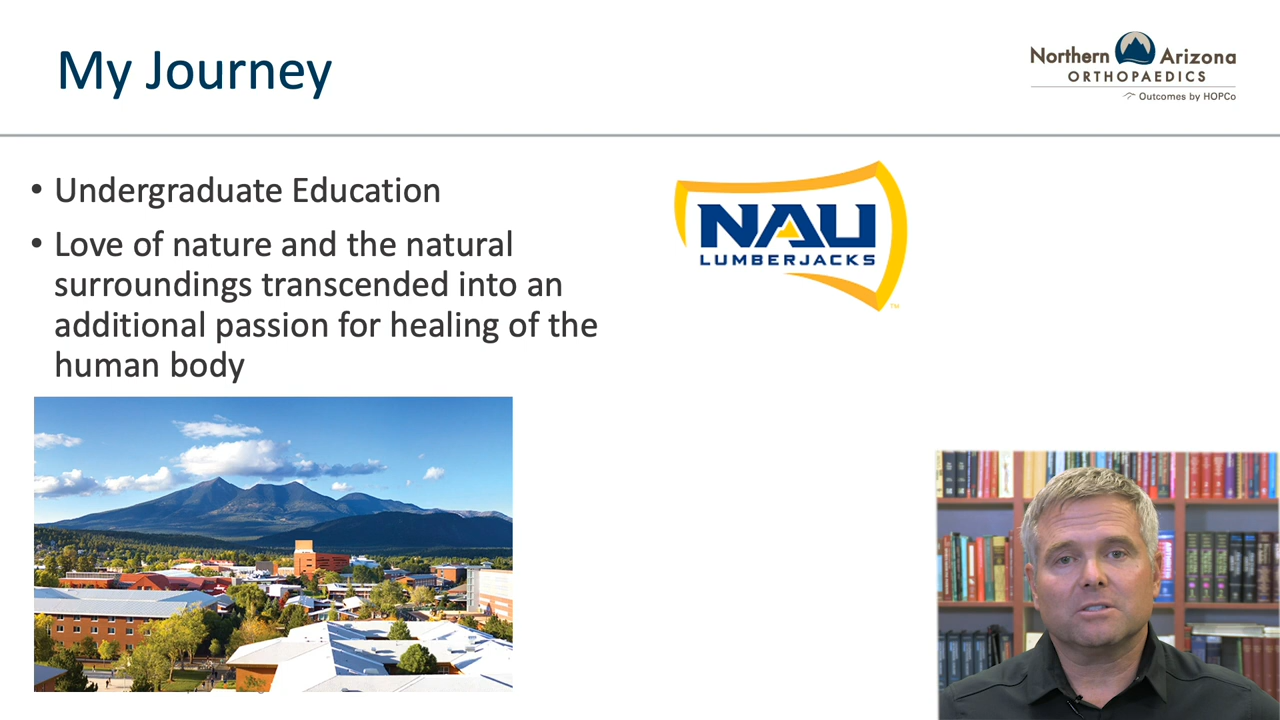 My Journey
Northern Arizona
ORTHOPAEDICS
Outcomes by HOPCo
• Undergraduate Education
• Love of nature and the natural
surroundings transcended into an
additional passion for healing of the
human body
NAU
LUMBERJACKS
TM